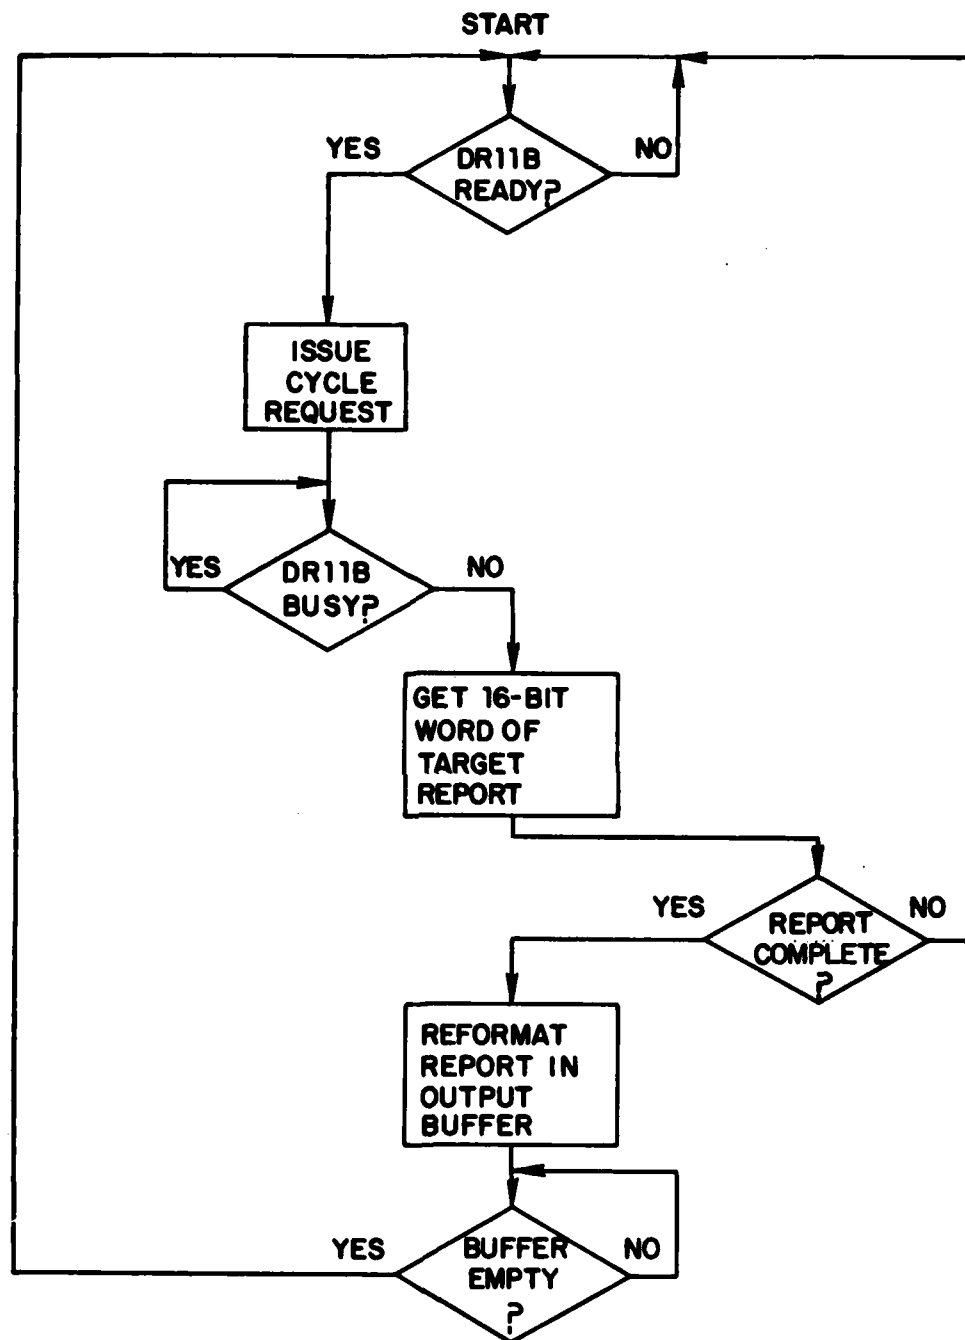 START
YES
NO
DR11B
READY?
ISSUE
CYCLE
REQUEST
YES
DR11B
BUSY?
NO
GET 16-BIT
WORD OF
TARGET
REPORT
YES
REPORT
COMPLETE
?
NO
REFORMAT
REPORT IN
OUTPUT
BUFFER
YES
BUFFER
EMPTY
?
NO